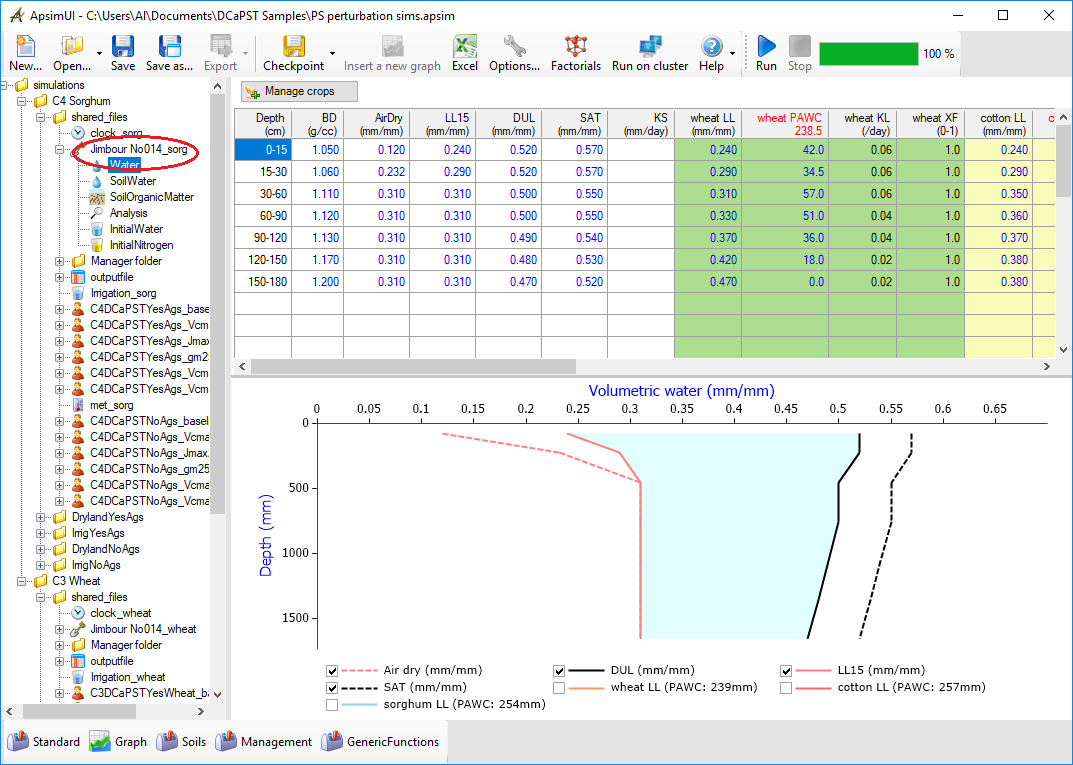 ApsimUI - C:\Users\Al\Documents\DCaPST Samples\PS perturbation sims.apsim
New... Open... Save Save as... Export Checkpoint Insert a new graph Excel Options... Factorials Run on cluster Help Run Stop 100 %
simulations
C4 Sorghum
shared_files
clock_sorg
Jimbour No014_sorg
Water
SoilWater
SoilOrganicMatter
Analysis
InitialWater
InitialNitrogen
Manager folder
outputfile
Irrigation_sorg
C4DCaPSTYesAgs_base
C4DCaPSTYesAgs_Vcm
C4DCaPSTYesAgs_Jmax
C4DCaPSTYesAgs_gm25
C4DCaPSTYesAgs_Vcm
C4DCaPSTYesAgs_Vcm
met_sorg
C4DCaPSTNoAgs_basel
C4DCaPSTNoAgs_Vcma
C4DCaPSTNoAgs_Jmax.
C4DCaPSTNoAgs_gm25
C4DCaPSTNoAgs_Vcma
C4DCaPSTNoAgs_Vcma
DrylandYesAgs
IrrigYesAgs
DrylandNoAgs
IrrigNoAgs
C3 Wheat
shared_files
clock_wheat
Jimbour No014_wheat
Manager folder
outputfile
Irrigation_wheat
C3DCaPSTYesWheat_ba
Manage crops
Depth BD AirDry LL15 DUL SAT KS wheat LL wheat PAWC wheat KL wheat XF cotton LL c
(cm) (g/cc) (mm/mm) (mm/mm) (mm/mm) (mm/mm) (mm/day) (mm/mm) 238.5 (/day) (0-1) (mm/mm)
0-15 1.050 0.120 0.240 0.520 0.570 0.240 42.0 0.06 1.0 0.240
15-30 1.060 0.232 0.290 0.520 0.570 0.290 34.5 0.06 1.0 0.290
30-60 1.110 0.310 0.310 0.500 0.550 0.310 57.0 0.06 1.0 0.350
60-90 1.120 0.310 0.310 0.500 0.550 0.330 51.0 0.04 1.0 0.360
90-120 1.130 0.310 0.310 0.490 0.540 0.370 36.0 0.04 1.0 0.370
120-150 1.170 0.310 0.310 0.480 0.530 0.420 18.0 0.02 1.0 0.380
150-180 1.200 0.310 0.310 0.470 0.520 0.470 0.0 0.02 1.0 0.380
Volumetric water (mm/mm)
0 0.05 0.1 0.15 0.2 0.25 0.3 0.35 0.4 0.45 0.5 0.55 0.6 0.65
0
500
1000
1500
Depth (mm)
Air dry (mm/mm) DUL (mm/mm) LL15 (mm/mm)
SAT (mm/mm) wheat LL (PAWC: 239mm) cotton LL (PAWC: 257mm)
sorghum LL (PAWC: 254mm)
Standard Graph Soils Management GenericFunctions